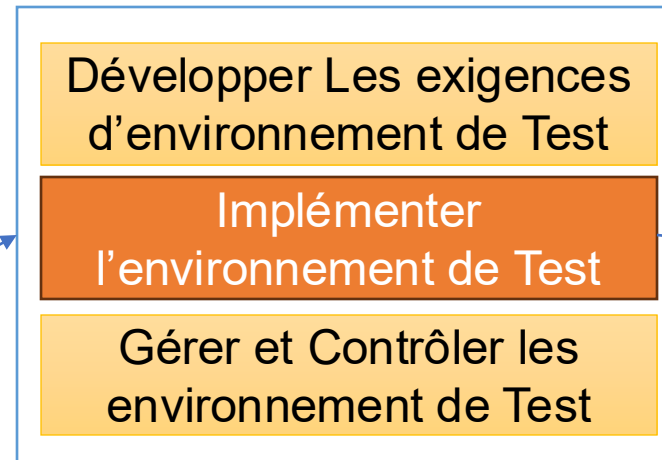 Développer Les exigences
d’environnement de Test
Implémenter
l’environnement de Test
Gérer et Contrôler les
environnement de Test